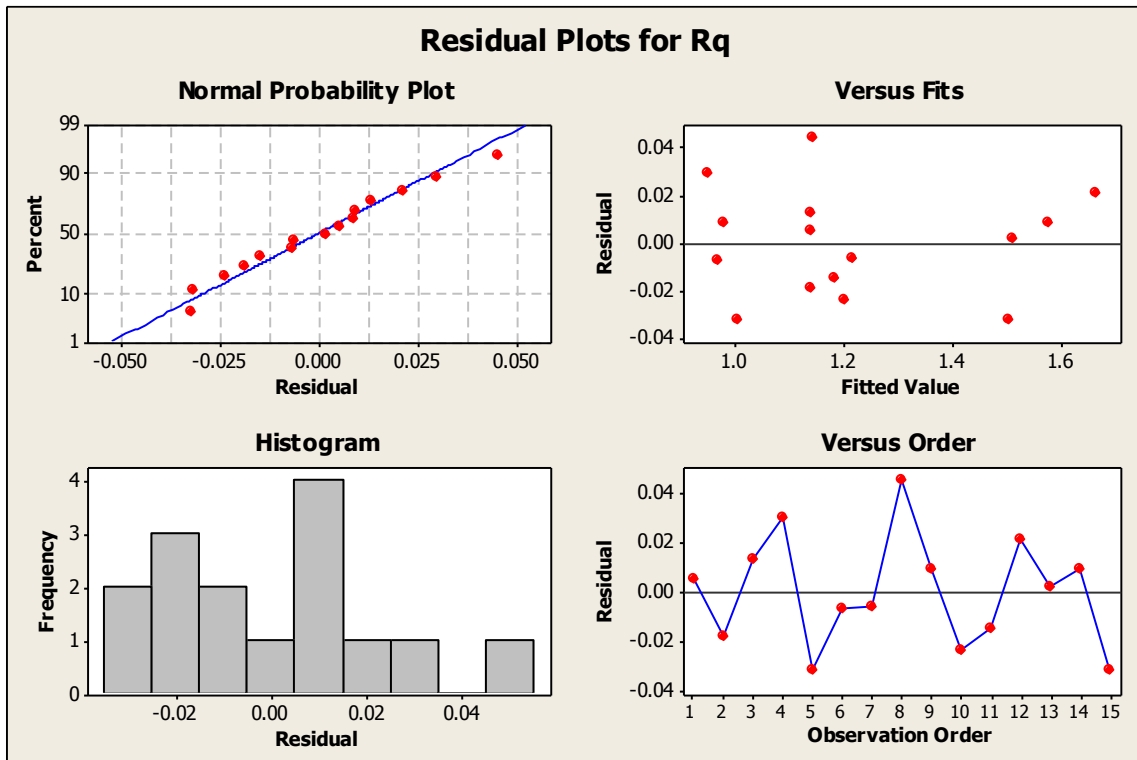 Residual Plots for Rq
Normal Probability Plot
99
90
50
10
1
Percent
-0.050 -0.025 0.000 0.025 0.050
Residual
Versus Fits
0.04
0.02
0.00
-0.02
-0.04
Residual
1.0 1.2 1.4 1.6
Fitted Value
Histogram
4
3
2
1
0
Frequency
-0.02 0.00 0.02 0.04
Residual
Versus Order
0.04
0.02
0.00
-0.02
-0.04
Residual
1 2 3 4 5 6 7 8 9 10 11 12 13 14 15
Observation Order